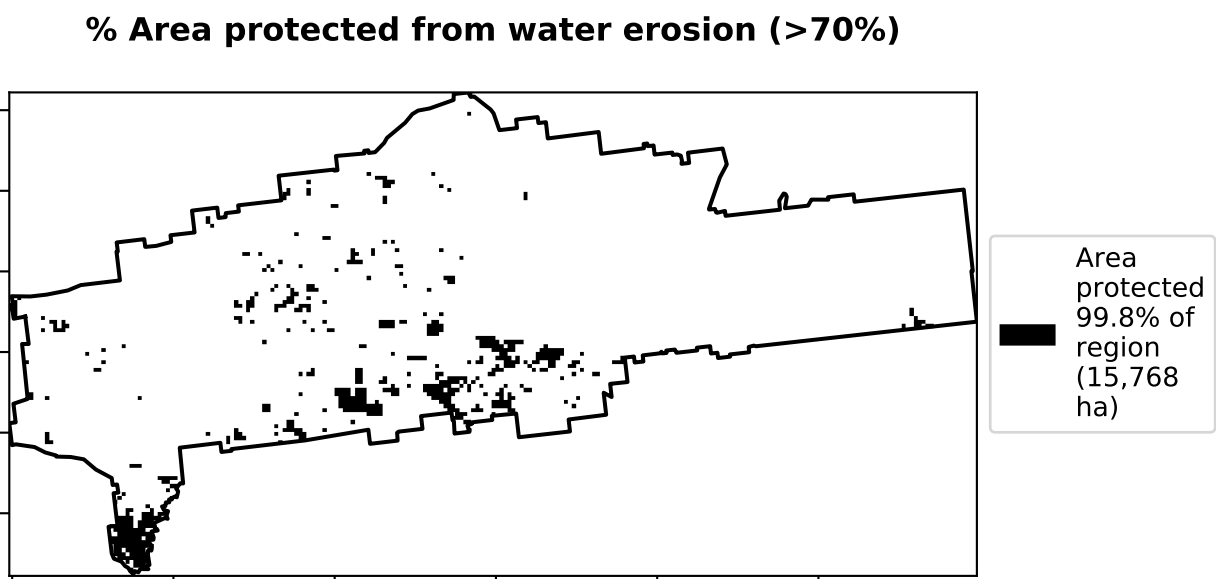 % Area protected from water erosion (>70%)
Area
protected
99.8% of
region
(15,768
ha)